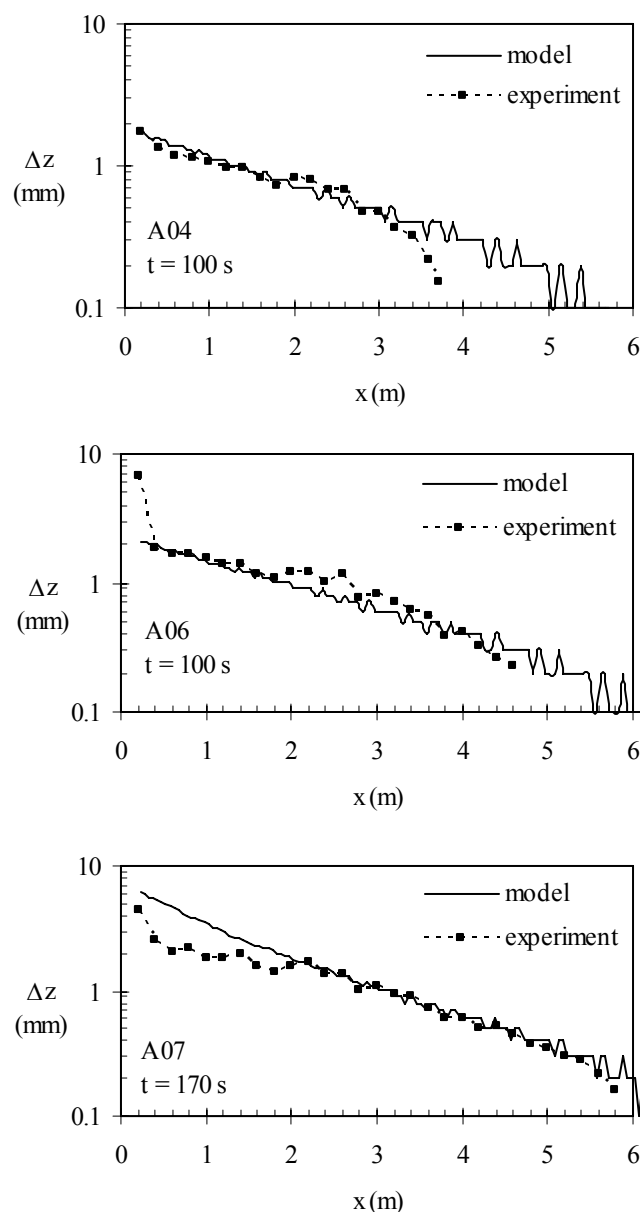 10
model
experiment
Δz
(mm)
1
A04
t = 100 s
0.1
0 1 2 3 4 5 6
x (m)
10
model
experiment
Δz
(mm)
1
A06
t = 100 s
0.1
0 1 2 3 4 5 6
x (m)
10
model
experiment
Δz
(mm)
1
A07
t = 170 s
0.1
0 1 2 3 4 5 6
x (m)